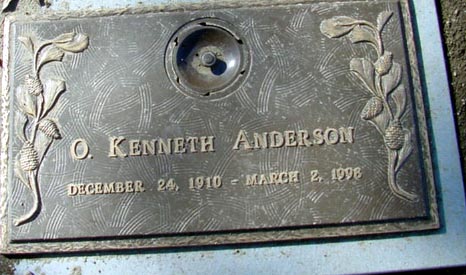 O. KENNETH ANDERSON
DECEMBER 24, 1910 - MARCH 2, 1998